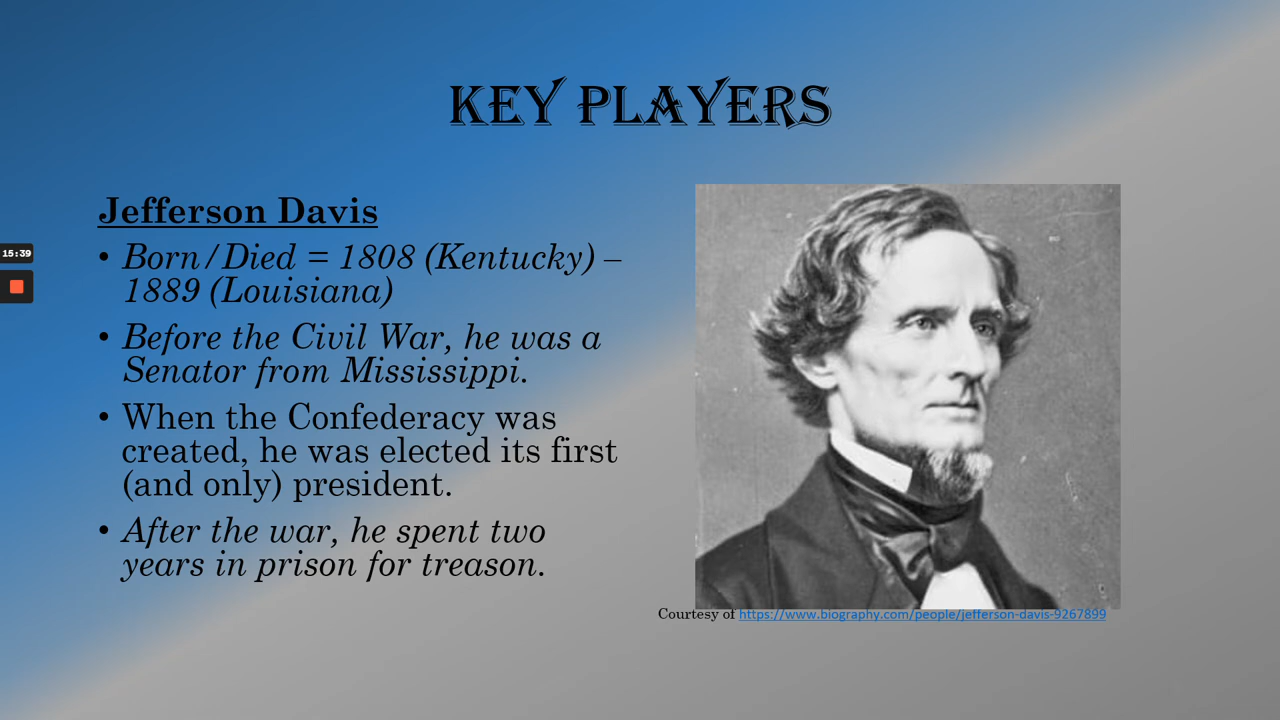 KEY PLAYERS
Jefferson Davis
• Born/Died = 1808 (Kentucky) –
1889 (Louisiana)
• Before the Civil War, he was a
Senator from Mississippi.
• When the Confederacy was
created, he was elected its first
(and only) president.
• After the war, he spent two
years in prison for treason.
15:39
Courtesy of https://www.biography.com/people/jefferson-davis-9267899